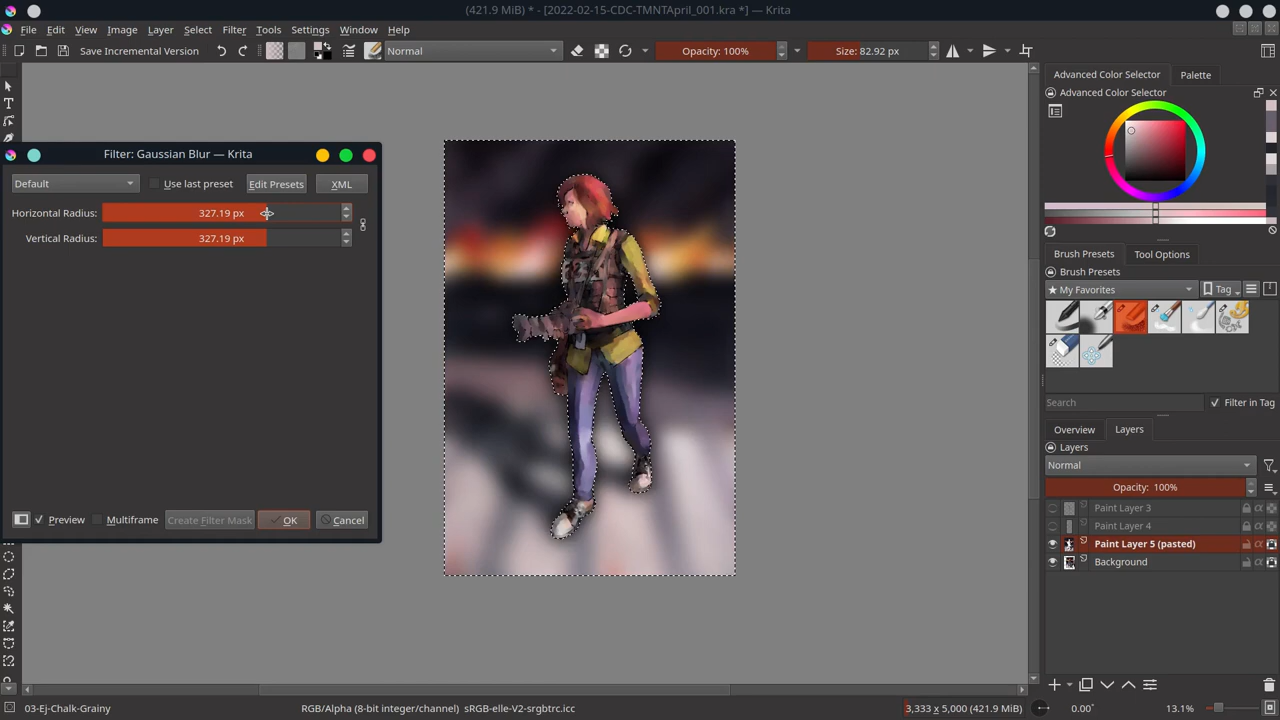 (421.9 MiB) * - [2022-02-15-CDC-TMNTApril_001.kra *] — Krita
File Edit View Image Layer Select Filter Tools Settings Window Help
Save Incremental Version Normal Opacity: 100% Size: 82.92 px
Advanced Color Selector Palette
Advanced Color Selector
Filter: Gaussian Blur — Krita
Default Use last preset Edit Presets XML
Horizontal Radius: 327.19 px
Vertical Radius: 327.19 px
Preview Multiframe Create Filter Mask OK Cancel
Brush Presets Tool Options
Brush Presets
★ My Favorites Tag
Search Filter in Tag
Overview Layers
Layers
Normal
Opacity: 100%
Paint Layer 3
Paint Layer 4
Paint Layer 5 (pasted)
Background
03-Ej-Chalk-Grainy RGB/Alpha (8-bit integer/channel) sRGB-elle-V2-srgbtrc.icc 3,333 x 5,000 (421.9 MiB) 0.00° 13.1%